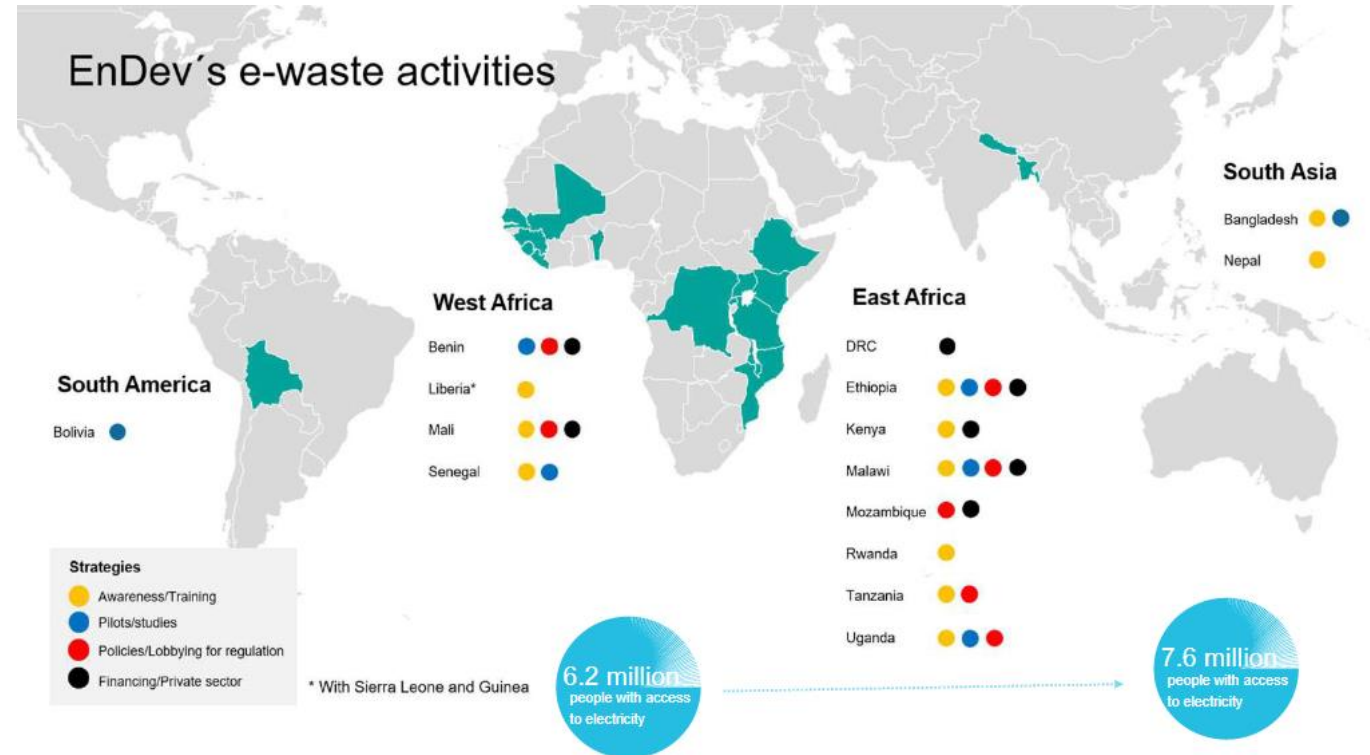 EnDev´s e-waste activities
South America
Bolivia
West Africa
Benin
Liberia*
Mali
Senegal
East Africa
DRC
Ethiopia
Kenya
Malawi
Mozambique
Rwanda
Tanzania
Uganda
South Asia
Bangladesh
Nepal
Strategies
Awareness/Training
Pilots/studies
Policies/Lobbying for regulation
Financing/Private sector
* With Sierra Leone and Guinea
6.2 million
people with access
to electricity
7.6 million
people with access
to electricity